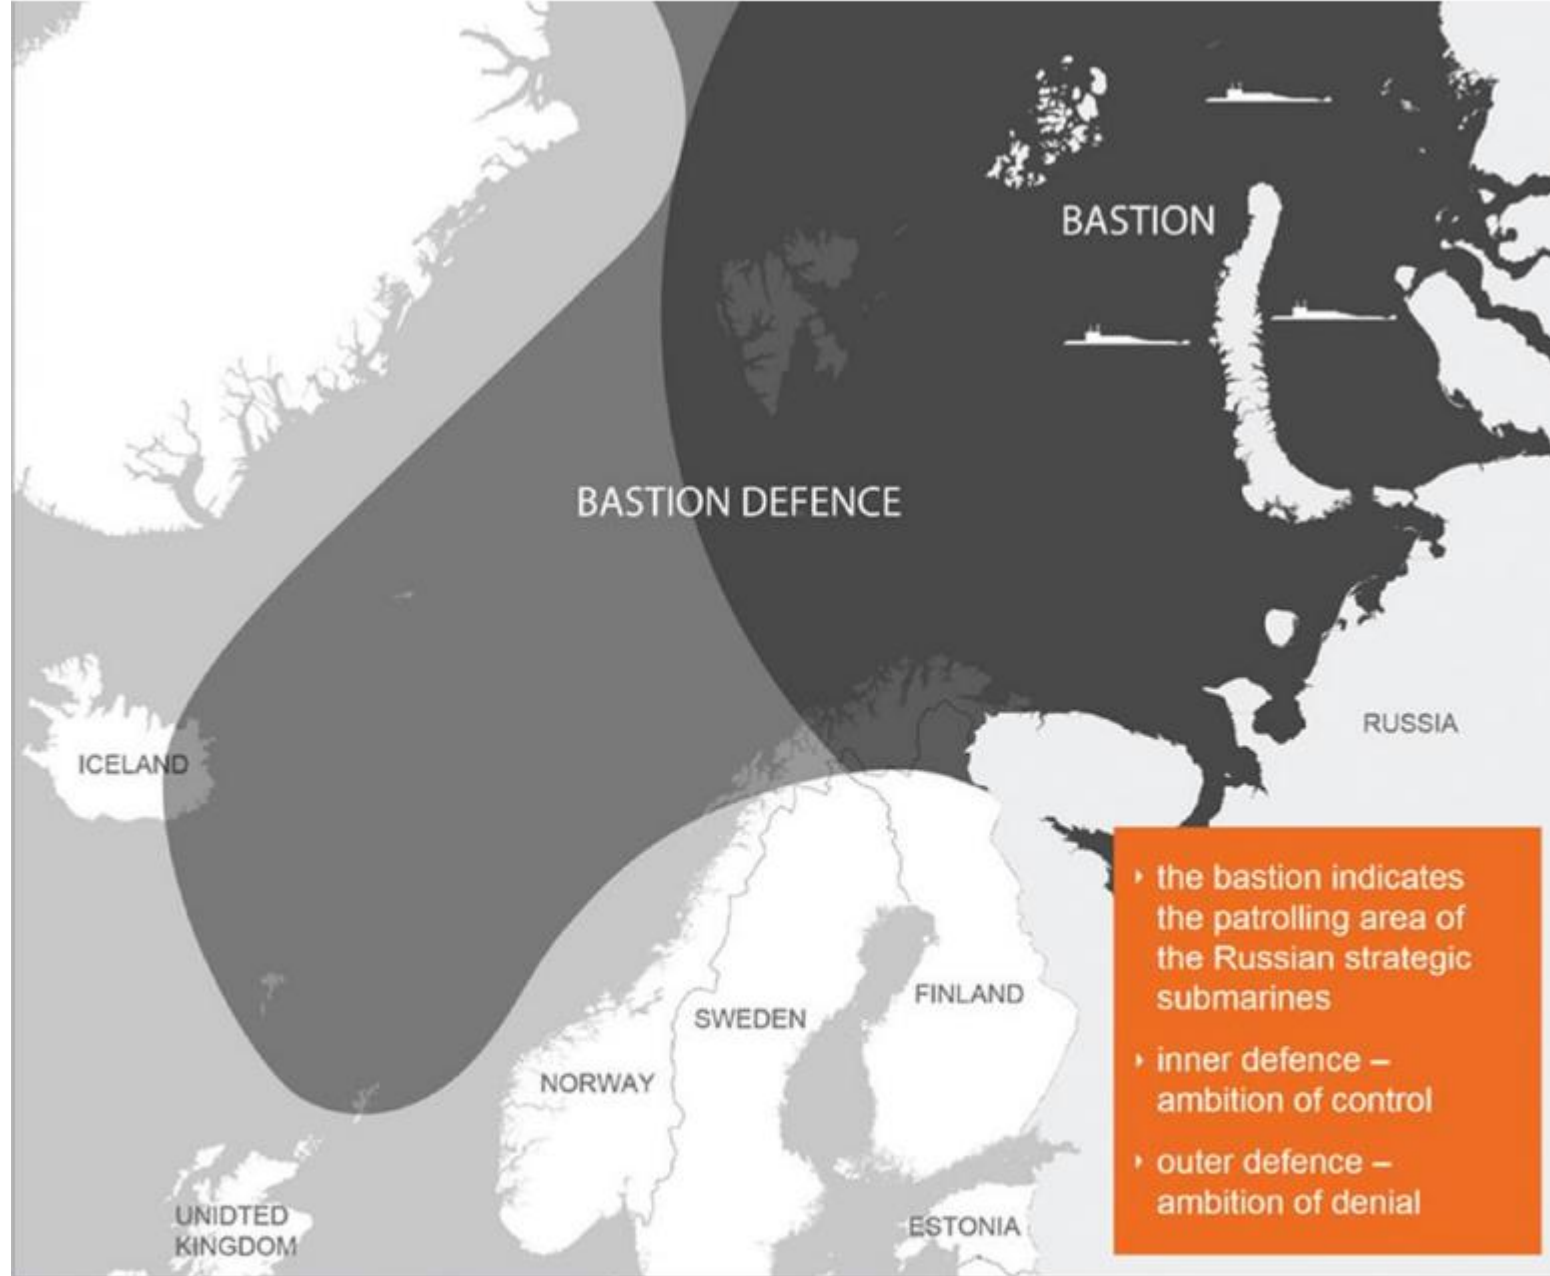 BASTION
BASTION DEFENCE
ICELAND
RUSSIA
FINLAND
SWEDEN
NORWAY
UNIDTED
KINGDOM
ESTONIA
‣ the bastion indicates
the patrolling area of
the Russian strategic
submarines
‣ inner defence –
ambition of control
‣ outer defence –
ambition of denial